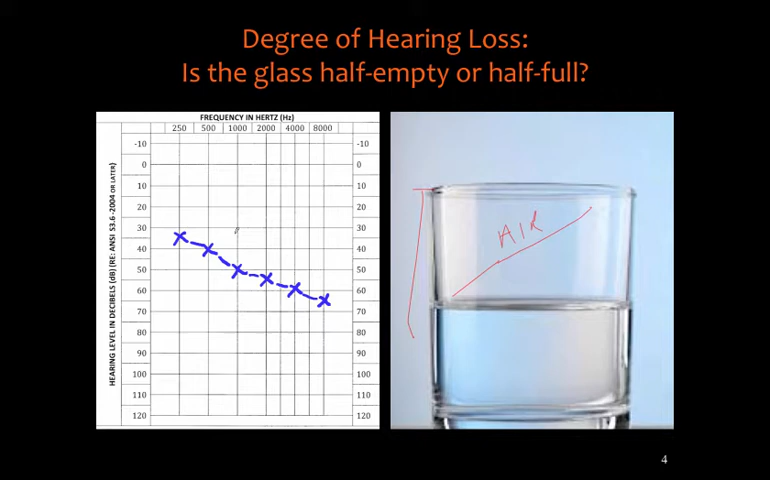 Degree of Hearing Loss:
Is the glass half-empty or half-full?
FREQUENCY IN HERTZ (Hz)
250 500 1000 2000 4000 8000
HEARING LEVEL IN DECIBELS (dB) (RE: ANSI S3.6-2004 OR LATER)
-10 -10
0 0
10 10
20 20
30 30
40 40
50 50
60 60
70 70
80 80
90 90
100 100
110 110
120 120
AIR
4